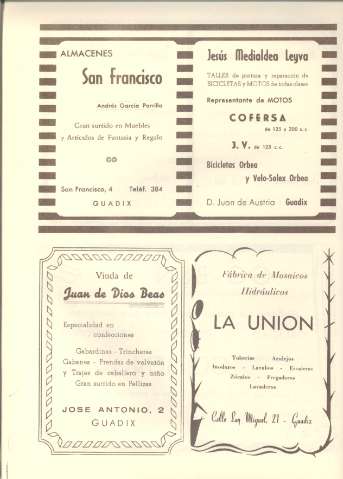 ALMACENES
San Francisco
Andrés García Parrilla
Gran surtido en Muebles
y Artículos de Fantasía y Regalo
San Francisco, 4 Teléf. 384
GUADIX
Jesús Medialdea Leyva
TALLER de pintura y reparación de
BICICLETAS y MOTOS de todas clases
Representante de MOTOS
COFERSA
de 125 a 200 c.c.
3. V. de 125 c.c.
Bicicletas Orbea
y Velo-Solex Orbea
D. Juan de Austria Guadix
Viuda de
Juan de Dios Beas
Especialidad en
confecciones
Gabardinas - Trincheras
Gabanes - Prendas de
y Trajes de caballero y niño
Gran surtido en Pellizas
JOSE ANTONIO, 2
GUADIX
Fábrica de Mosaicos
Hidráulicos
LA UNION
Tuberías - Azulejos
Inodoros - Lavabos - Escaleras
Zócalos - Fregaderos
Lavaderos
Calle San Miguel, 21 - Guadix